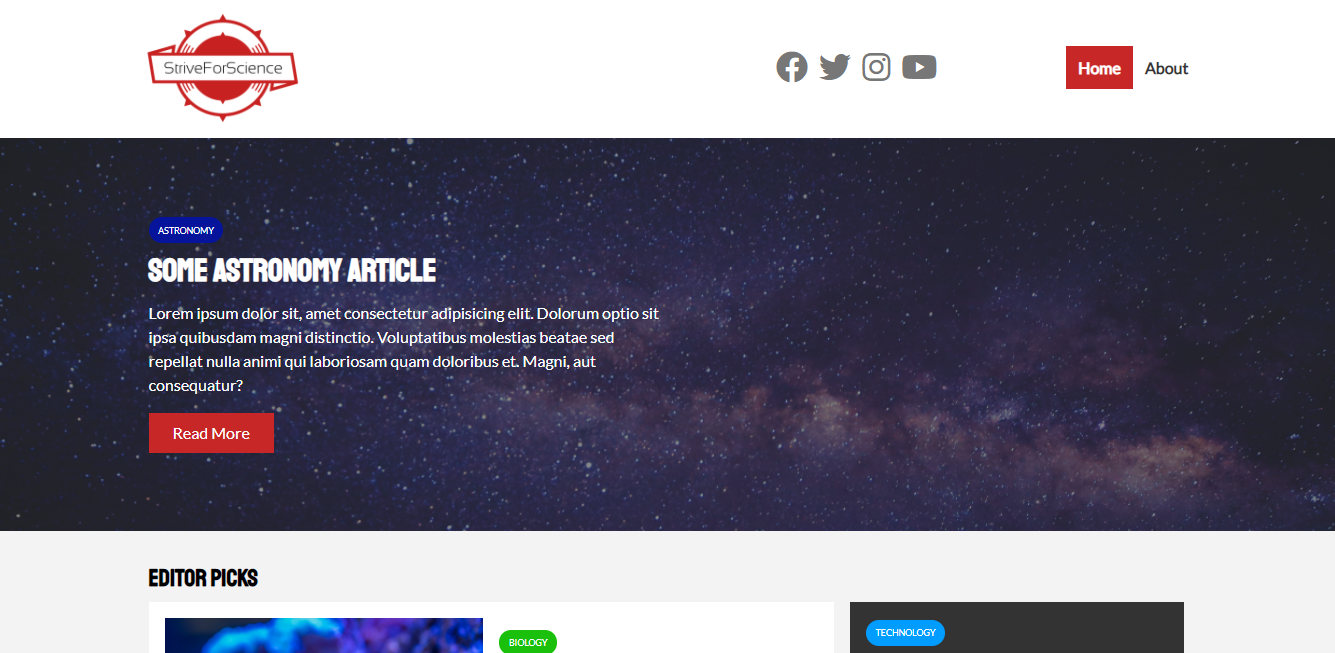 StriveForScience
Home About
ASTRONOMY
SOME ASTRONOMY ARTICLE
Lorem ipsum dolor sit, amet consectetur adipisicing elit. Dolorum optio sit
ipsa quibusdam magni distinctio. Voluptatibus molestias beatae sed
repellat nulla animi qui laboriosam quam doloribus et. Magni, aut
consequatur?
Read More
EDITOR PICKS
BIOLOGY
TECHNOLOGY